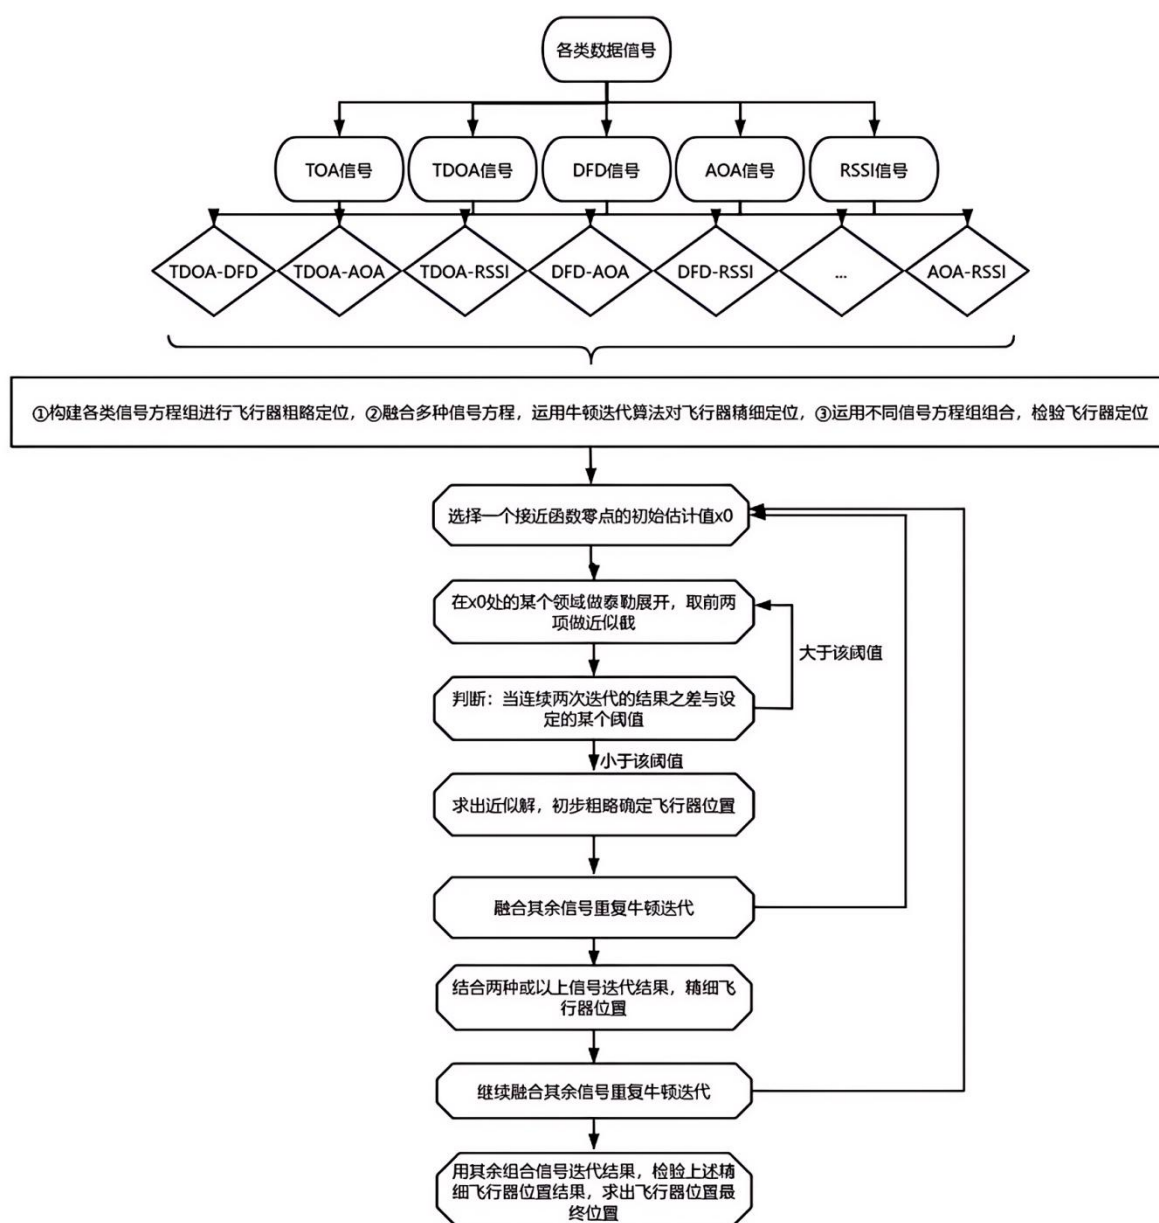 各类数据信号
TOA信号
TDOA信号
DFD信号
AOA信号
RSSI信号
TDOA-DFD
TDOA-AOA
TDOA-RSSI
DFD-AOA
DFD-RSSI
...
AOA-RSSI
①构建各类信号方程组进行飞行器粗略定位，②融合多种信号方程，运用牛顿迭代算法对飞行器精细定位，③运用不同信号方程组组合，检验飞行器定位
选择一个接近函数零点的初始估计值x0
在x0处的某个领域做泰勒展开，取前两
项做近似截
大于该阈值
判断：当连续两次迭代的结果之差与设
定的某个阈值
小于该阈值
求出近似解，初步粗略确定飞行器位置
融合其余信号重复牛顿迭代
结合两种或以上信号迭代结果，精细飞
行器位置
继续融合其余信号重复牛顿迭代
用其余组合信号迭代结果，检验上述精
细飞行器位置结果，求出飞行器位置最
终位置